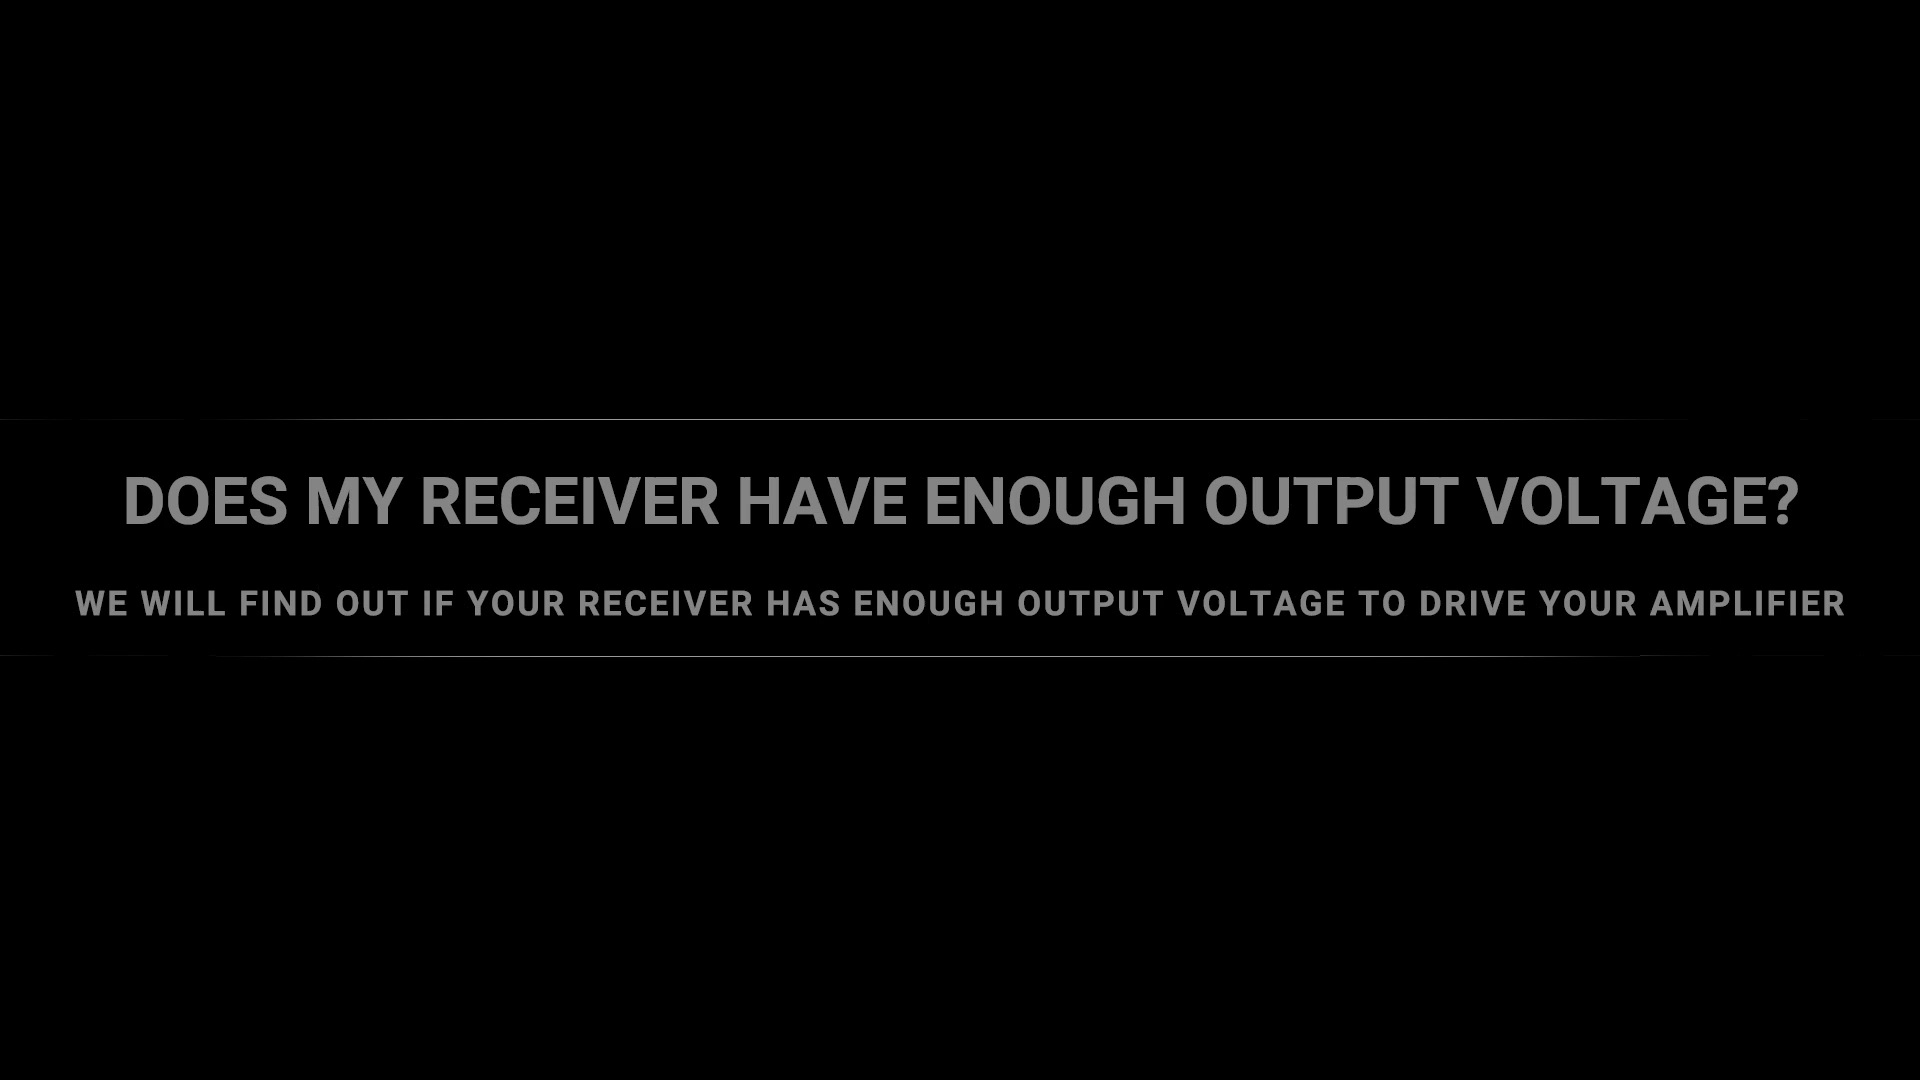 DOES MY RECEIVER HAVE ENOUGH OUTPUT VOLTAGE?
WE WILL FIND OUT IF YOUR RECEIVER HAS ENOUGH OUTPUT VOLTAGE TO DRIVE YOUR AMPLIFIER